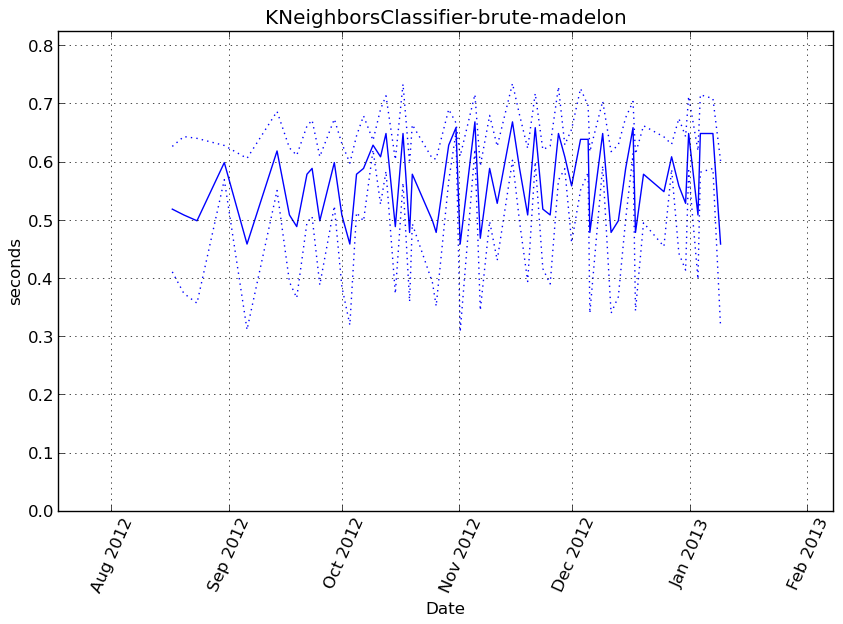 KNeighborsClassifier-brute-madelon
0.8
0.7
0.6
0.5
0.4
0.3
0.2
0.1
0.0
seconds
Aug 2012
Sep 2012
Oct 2012
Nov 2012
Dec 2012
Jan 2013
Feb 2013
Date